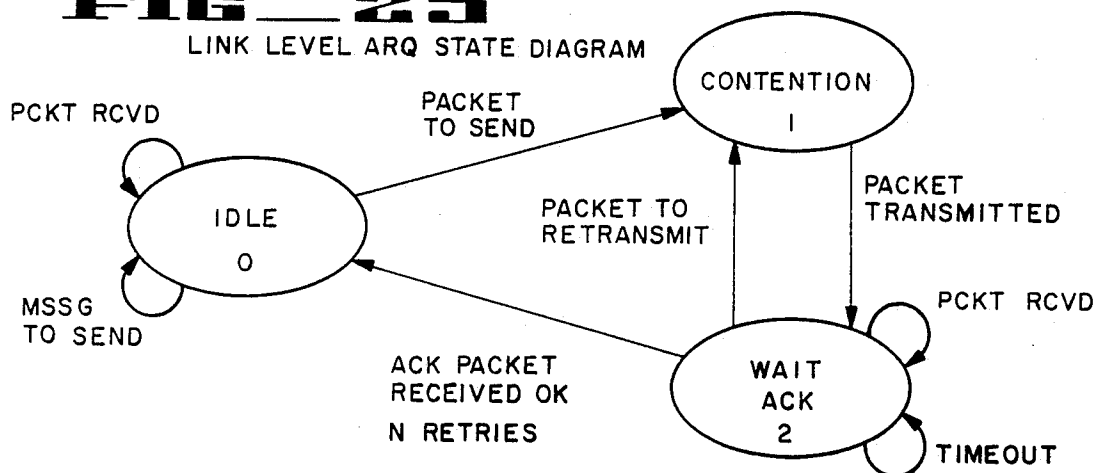 FIG__25
LINK LEVEL ARQ STATE DIAGRAM
PCKT RCVD
PACKET
TO SEND
CONTENTION
1
IDLE
0
PACKET TO
RETRANSMIT
PACKET
TRANSMITTED
MSSG
TO SEND
ACK PACKET
RECEIVED OK
N RETRIES
WAIT
ACK
2
PCKT RCVD
TIMEOUT